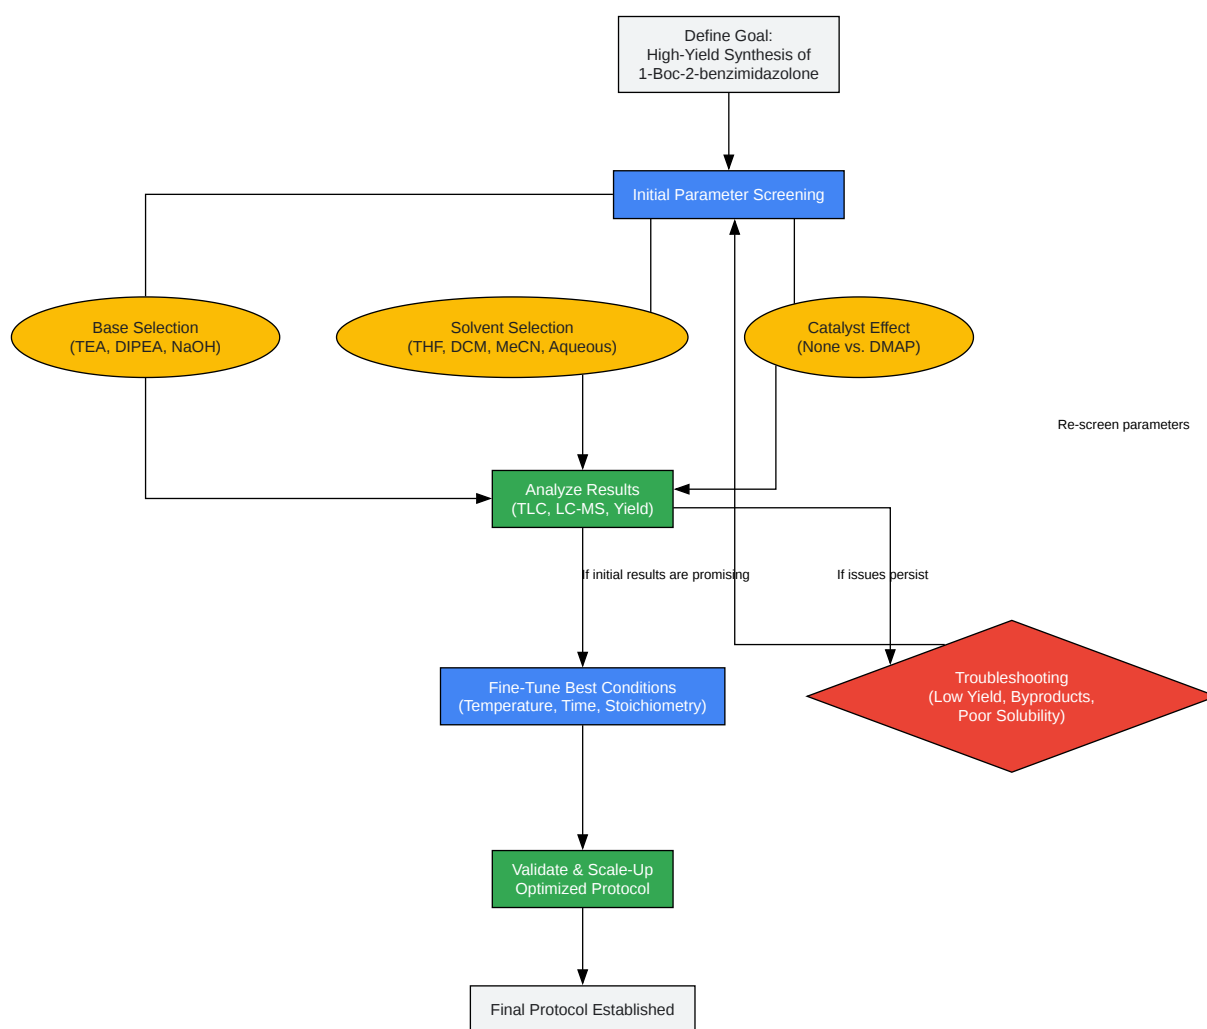 Define Goal:
High-Yield Synthesis of
1-Boc-2-benzimidazolone
Initial Parameter Screening
Base Selection
(TEA, DIPEA, NaOH)
Solvent Selection
(THF, DCM, MeCN, Aqueous)
Catalyst Effect
(None vs. DMAP)
Re-screen parameters
Analyze Results
(TLC, LC-MS, Yield)
If initial results are promising
If issues persist
Troubleshooting
(Low Yield, Byproducts,
Poor Solubility)
Fine-Tune Best Conditions
(Temperature, Time, Stoichiometry)
Validate & Scale-Up
Optimized Protocol
Final Protocol Established